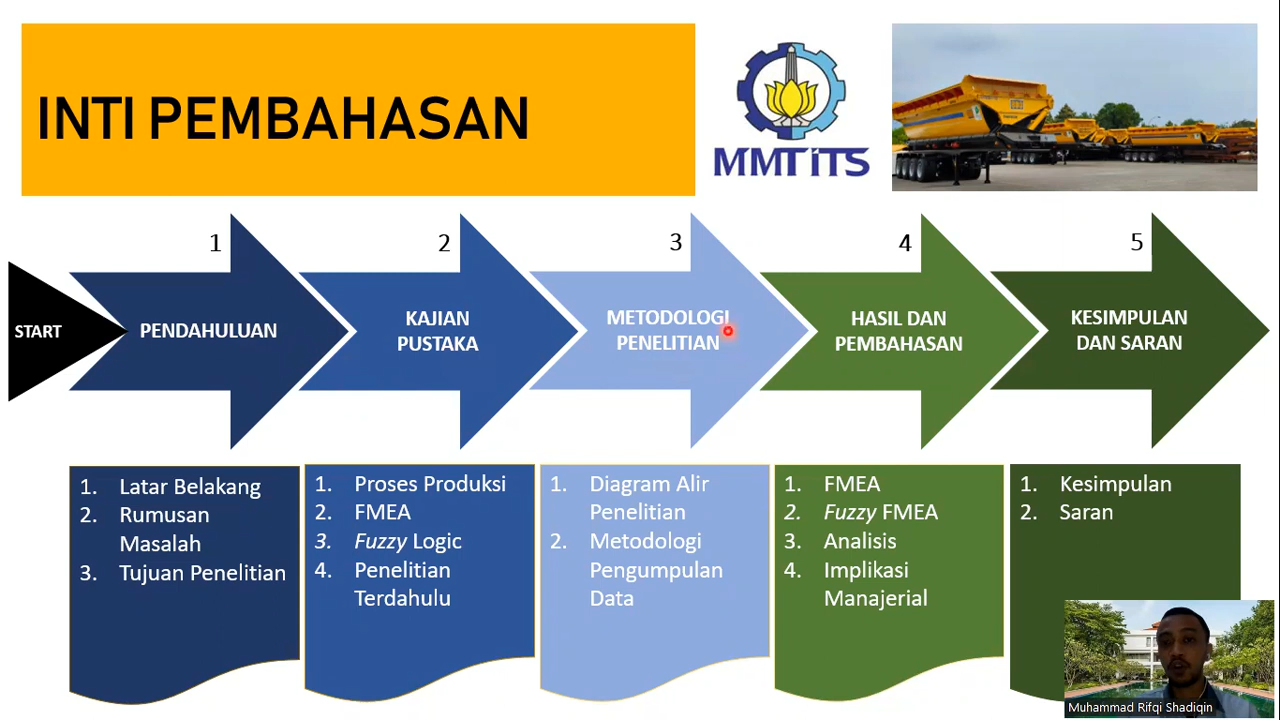 INTI PEMBAHASAN
MMT ITS
1
2
3
4
5
START
PENDAHULUAN
KAJIAN
PUSTAKA
METODOLOGI
PENELITIAN
HASIL DAN
PEMBAHASAN
KESIMPULAN
DAN SARAN
1. Latar Belakang
2. Rumusan
Masalah
3. Tujuan Penelitian
1. Proses Produksi
2. FMEA
3. Fuzzy Logic
4. Penelitian
Terdahulu
1. Diagram Alir
Penelitian
2. Metodologi
Pengumpulan
Data
1. FMEA
2. Fuzzy FMEA
3. Analisis
4. Implikasi
Manajerial
1. Kesimpulan
2. Saran
Muhammad Rifqi Shadiqin